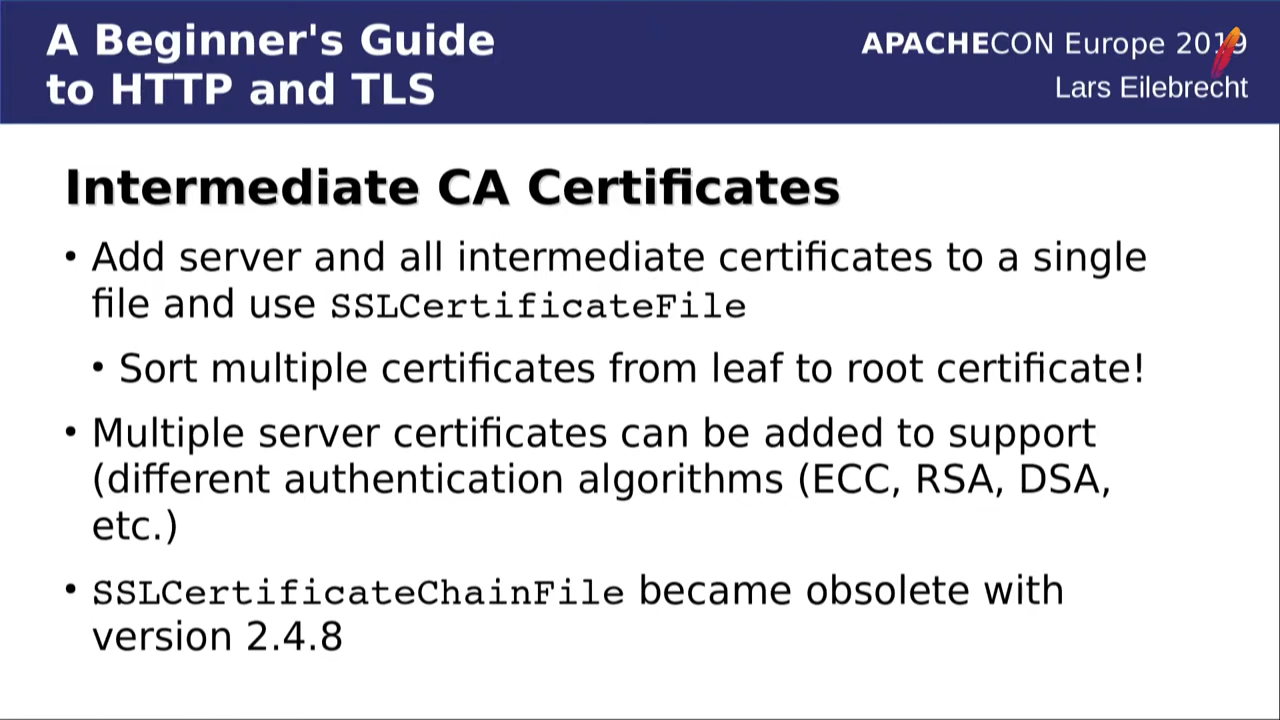 A Beginner's Guide
to HTTP and TLS
APACHECON Europe 2019
Lars Eilebrecht
Intermediate CA Certificates
• Add server and all intermediate certificates to a single
file and use SSLCertificateFile
• Sort multiple certificates from leaf to root certificate!
• Multiple server certificates can be added to support
(different authentication algorithms (ECC, RSA, DSA,
etc.)
• SSLCertificateChainFile became obsolete with
version 2.4.8